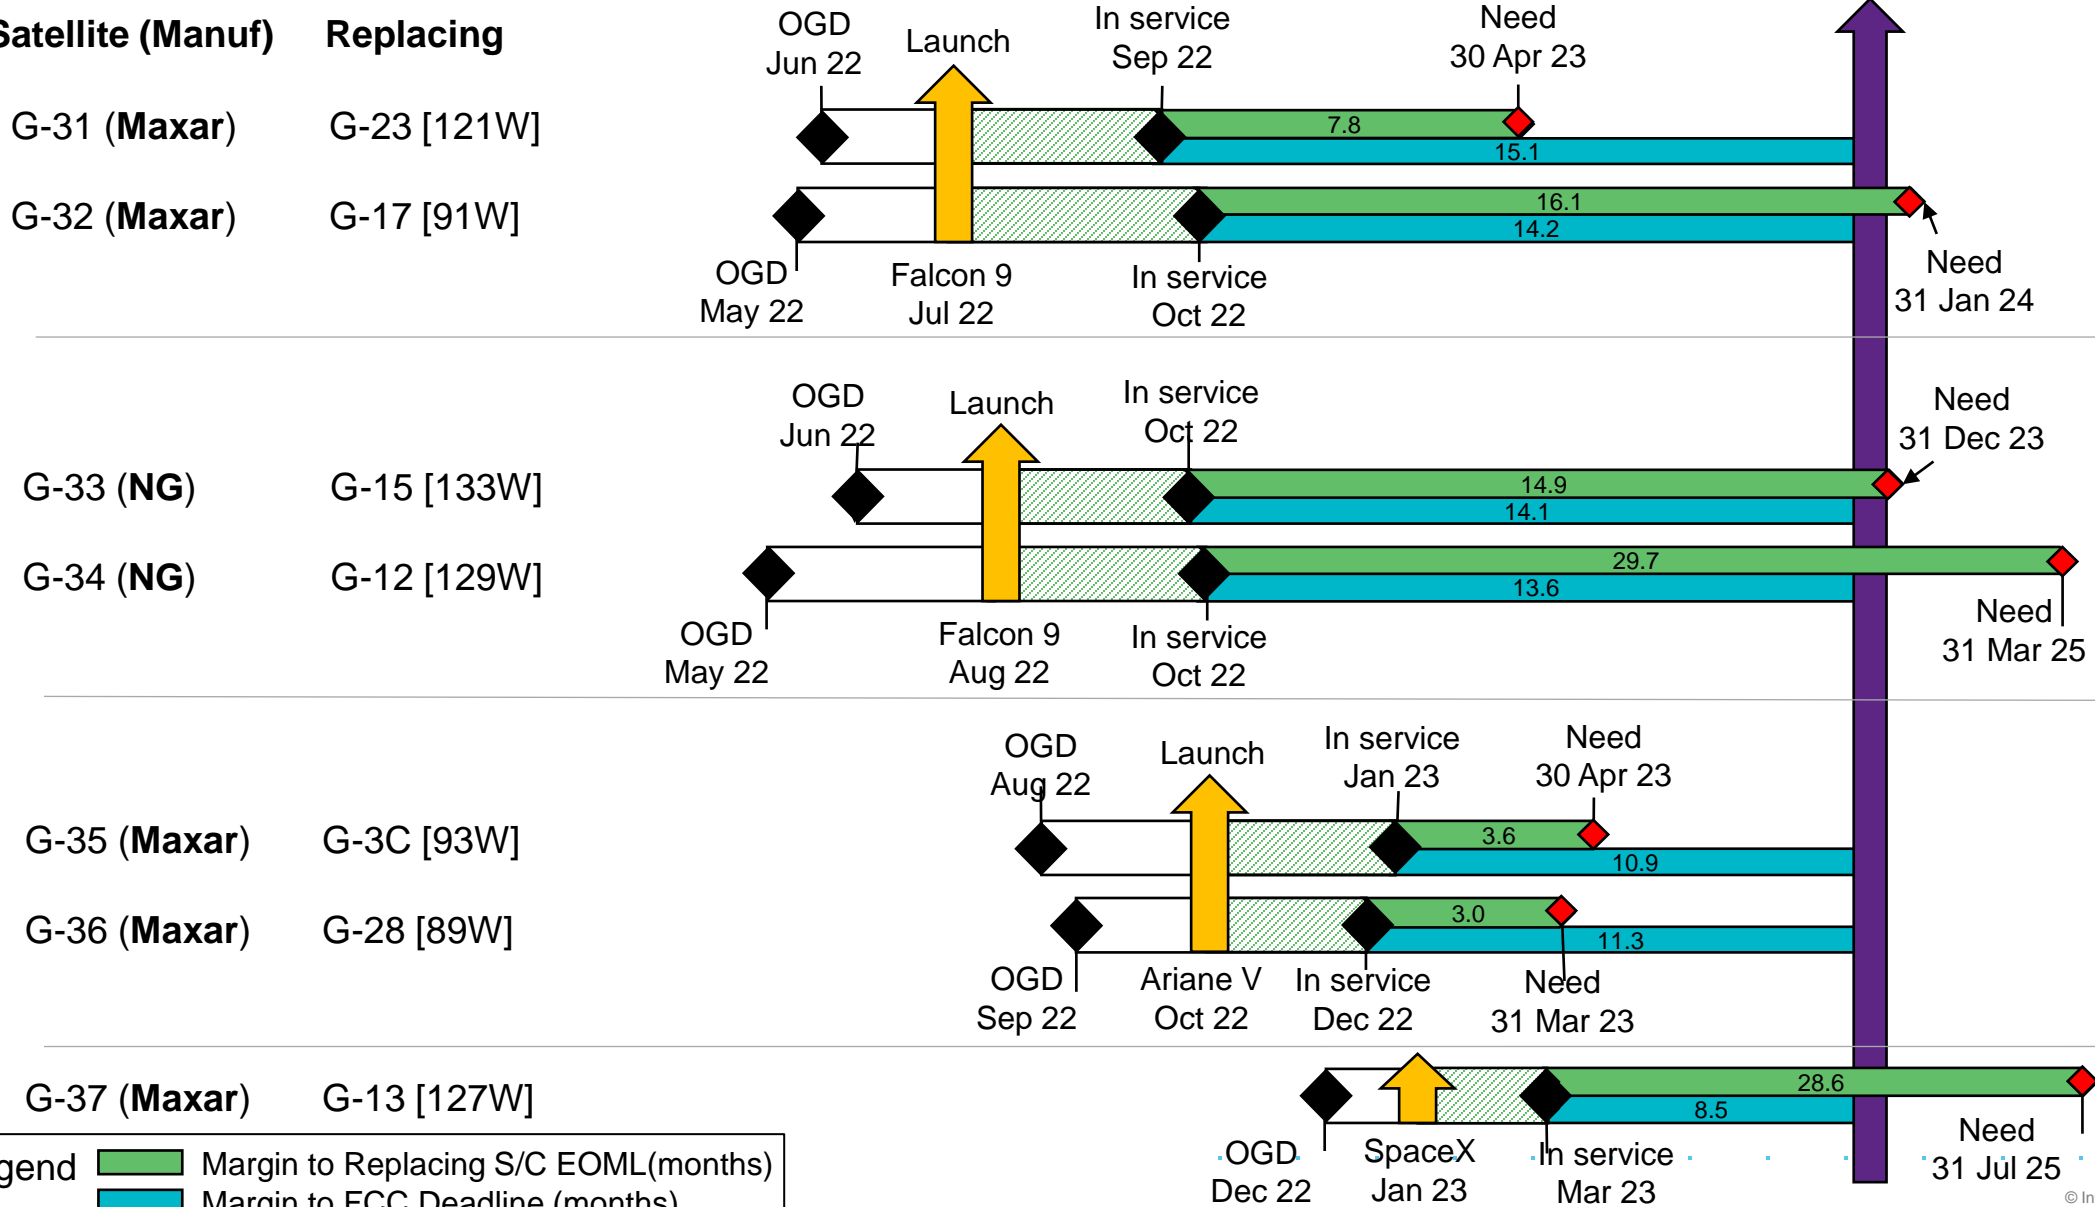 Satellite (Manuf) Replacing
OGD
Jun 22
Launch
In service
Sep 22
Need
30 Apr 23
G-31 (Maxar) G-23 [121W]
7.8
15.1
G-32 (Maxar) G-17 [91W]
16.1
14.2
OGD
May 22
Falcon 9
Jul 22
In service
Oct 22
Need
31 Jan 24
OGD
Jun 22
Launch
In service
Oct 22
Need
31 Dec 23
G-33 (NG) G-15 [133W]
14.9
14.1
G-34 (NG) G-12 [129W]
29.7
13.6
OGD
May 22
Falcon 9
Aug 22
In service
Oct 22
Need
31 Mar 25
OGD
Aug 22
Launch
In service
Jan 23
Need
30 Apr 23
G-35 (Maxar) G-3C [93W]
3.6
10.9
G-36 (Maxar) G-28 [89W]
3.0
11.3
OGD
Sep 22
Ariane V
Oct 22
In service
Dec 22
Need
31 Mar 23
G-37 (Maxar) G-13 [127W]
28.6
8.5
OGD
Dec 22
SpaceX
Jan 23
In service
Mar 23
Need
31 Jul 25
gend Margin to Replacing S/C EOML(months)
Margin to FCC Deadline (months)
© In